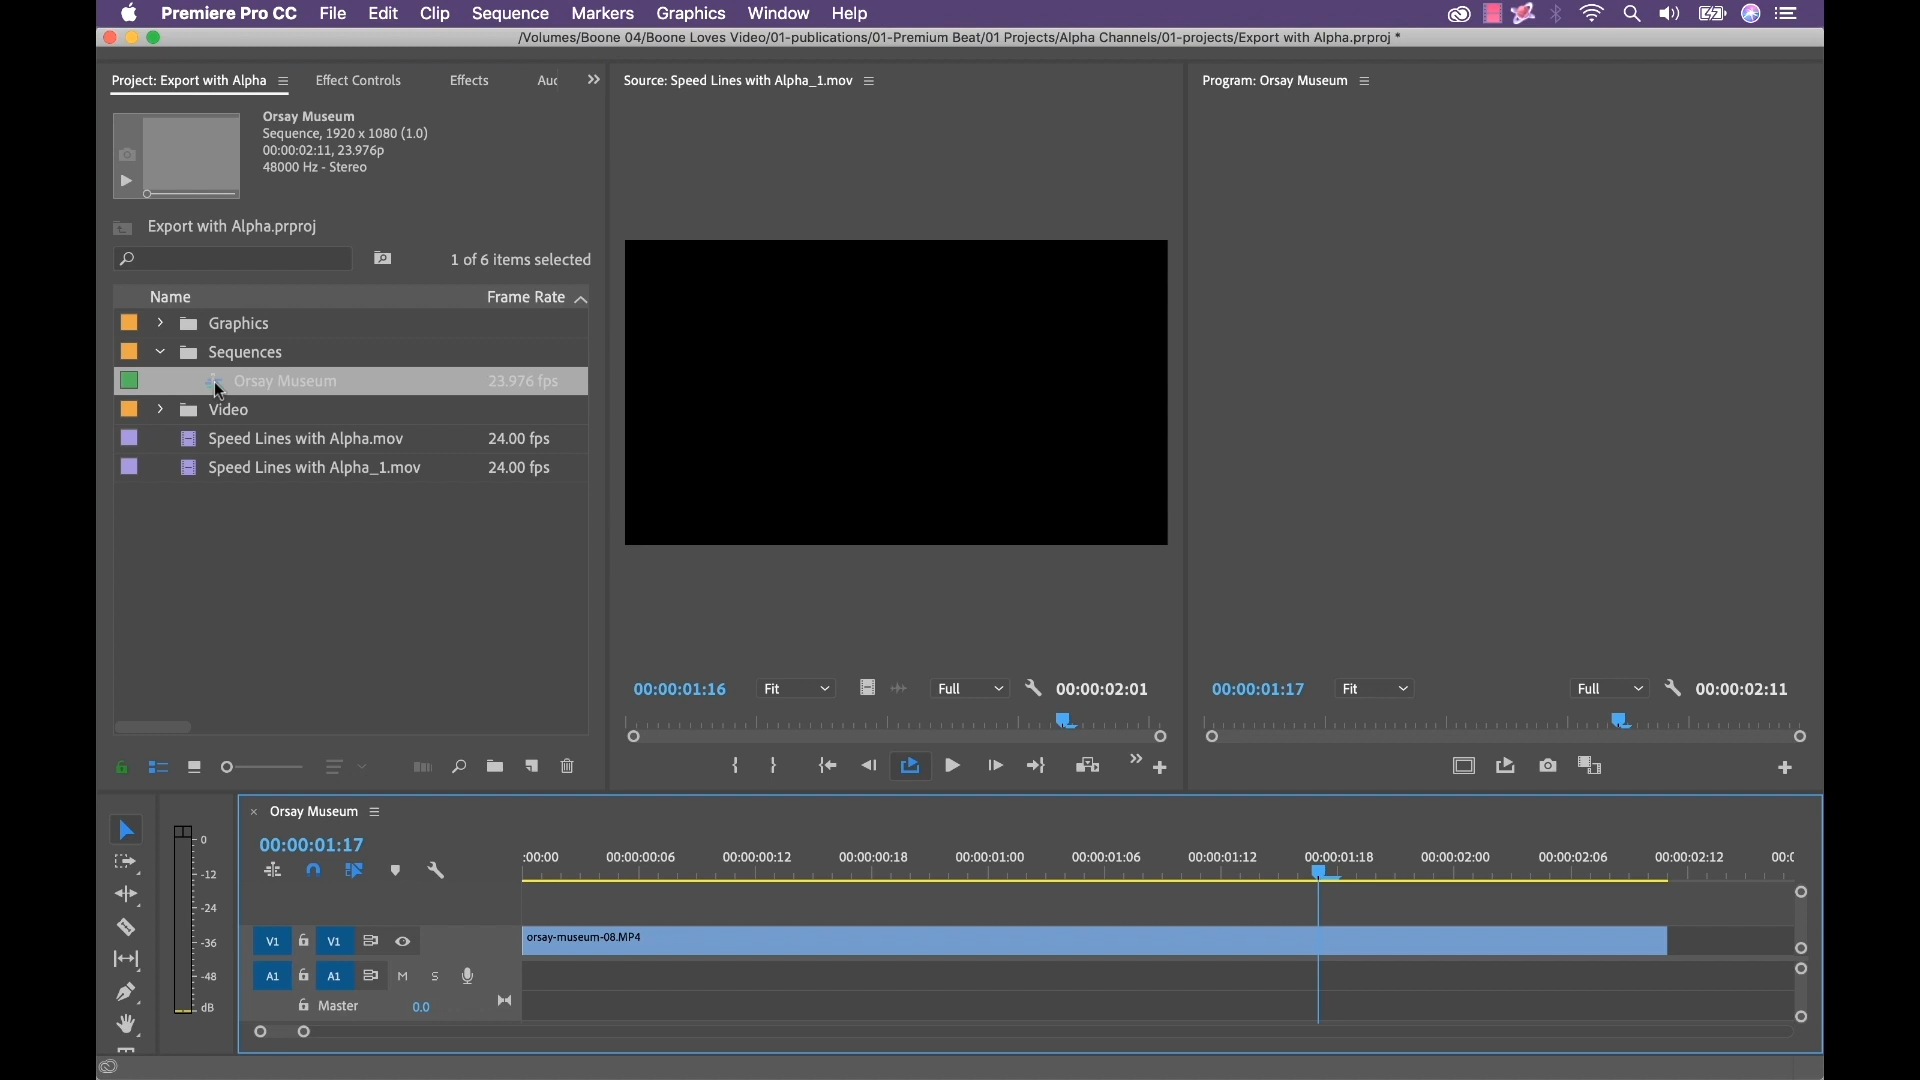 Premiere Pro CC File Edit Clip Sequence Markers Graphics Window Help
/Volumes/Boone 04/Boone Loves Video/01-publications/01-Premium Beat/01 Projects/Alpha Channels/01-projects/Export with Alpha.prproj *
Project: Export with Alpha Effect Controls Effects Auc
Source: Speed Lines with Alpha_1.mov
Program: Orsay Museum
Orsay Museum
Sequence, 1920 x 1080 (1.0)
00:00:02:11, 23.976p
48000 Hz - Stereo
Export with Alpha.prproj
1 of 6 items selected
Name Frame Rate
Graphics
Sequences
Orsay Museum 23.976 fps
Video
Speed Lines with Alpha.mov 24.00 fps
Speed Lines with Alpha_1.mov 24.00 fps
00:00:01:16 Fit Full 00:00:02:01
00:00:01:17 Fit Full 00:00:02:11
× Orsay Museum
00:00:01:17
:00:00 00:00:00:06 00:00:00:12 00:00:00:18 00:00:01:00 00:00:01:06 00:00:01:12 00:00:01:18 00:00:02:00 00:00:02:06 00:00:02:12 00:0
V1 V1 orsay-museum-08.MP4
A1 A1 M S
Master 0.0
0
-12
-24
-36
-48
dB